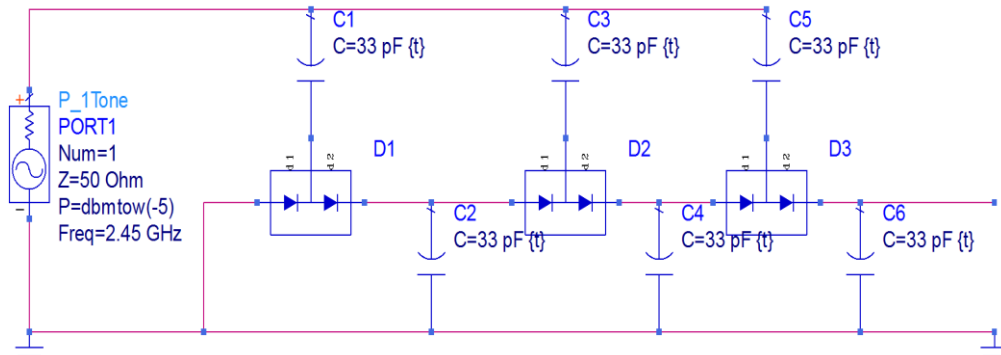 C1
C=33 pF {t}
C3
C=33 pF {t}
C5
C=33 pF {t}
+
P_1Tone
PORT1
Num=1
Z=50 Ohm
P=dbmtow(-5)
Freq=2.45 GHz
-
d1
d2
D1
d1
d2
D2
d1
d2
D3
C2
C=33 pF {t}
C4
C=33 pF {t}
C6
C=33 pF {t}